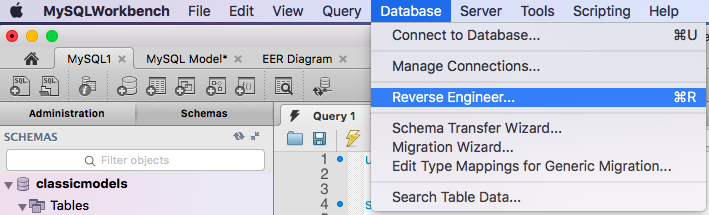 MySQLWorkbench File Edit View Query Database Server Tools Scripting Help
MySQL1 MySQL Model* EER Diagram
Connect to Database... ⌘U
Manage Connections...
Reverse Engineer... ⌘R
Schema Transfer Wizard...
Migration Wizard...
Edit Type Mappings for Generic Migration...
Search Table Data...
SQL SQL
Administration Schemas
Query 1
SCHEMAS
Filter objects
classicmodels
Tables
1
2
3
4